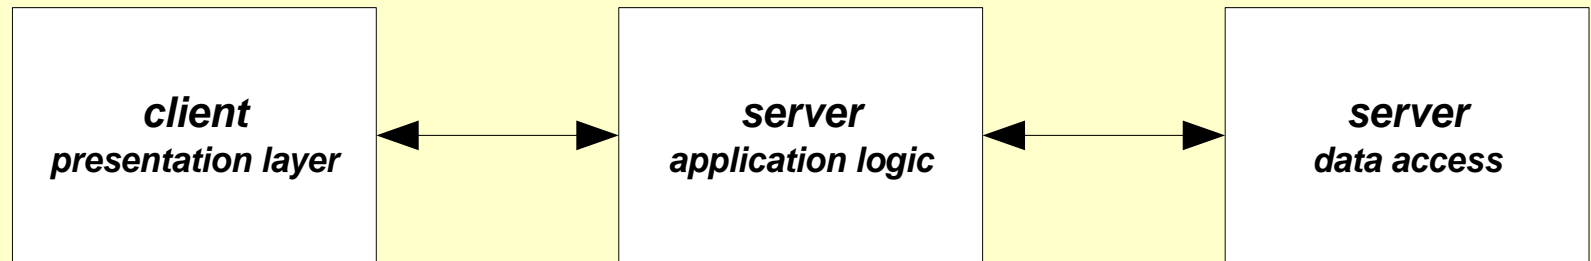 client
presentation layer
server
application logic
server
data access